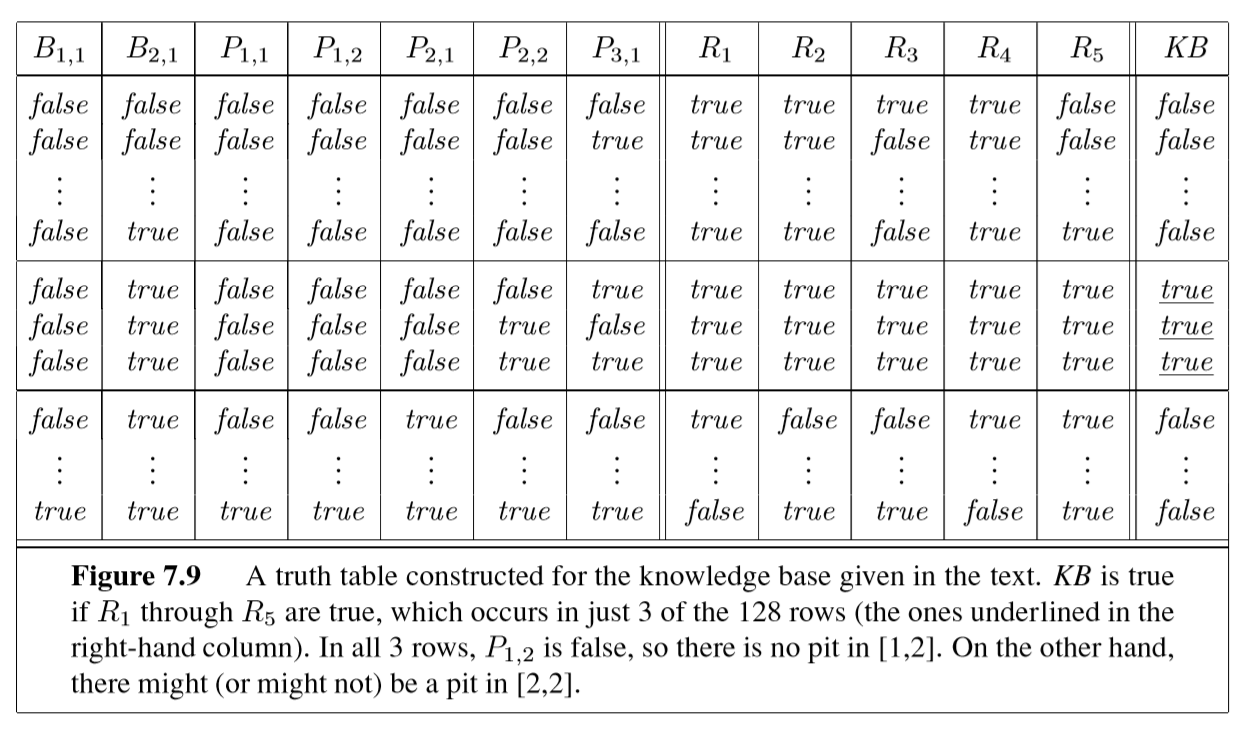 B1,1 B2,1 P1,1 P1,2 P2,1 P2,2 P3,1 R1 R2 R3 R4 R5 KB
false false false false false false false true true true true false false
false false false false false false true true true false true false false
⋮ ⋮ ⋮ ⋮ ⋮ ⋮ ⋮ ⋮ ⋮ ⋮ ⋮ ⋮ ⋮
false true false false false false false true true false true true false
false true false false false false true true true true true true true
false true false false false true false true true true true true true
false true false false false true true true true true true true true
false true false false true false false true false false true true false
⋮ ⋮ ⋮ ⋮ ⋮ ⋮ ⋮ ⋮ ⋮ ⋮ ⋮ ⋮ ⋮
true true true true true true true false true true false true false
Figure 7.9 A truth table constructed for the knowledge base given in the text. KB is true
if R1 through R5 are true, which occurs in just 3 of the 128 rows (the ones underlined in the
right-hand column). In all 3 rows, P1,2 is false, so there is no pit in [1,2]. On the other hand,
there might (or might not) be a pit in [2,2].